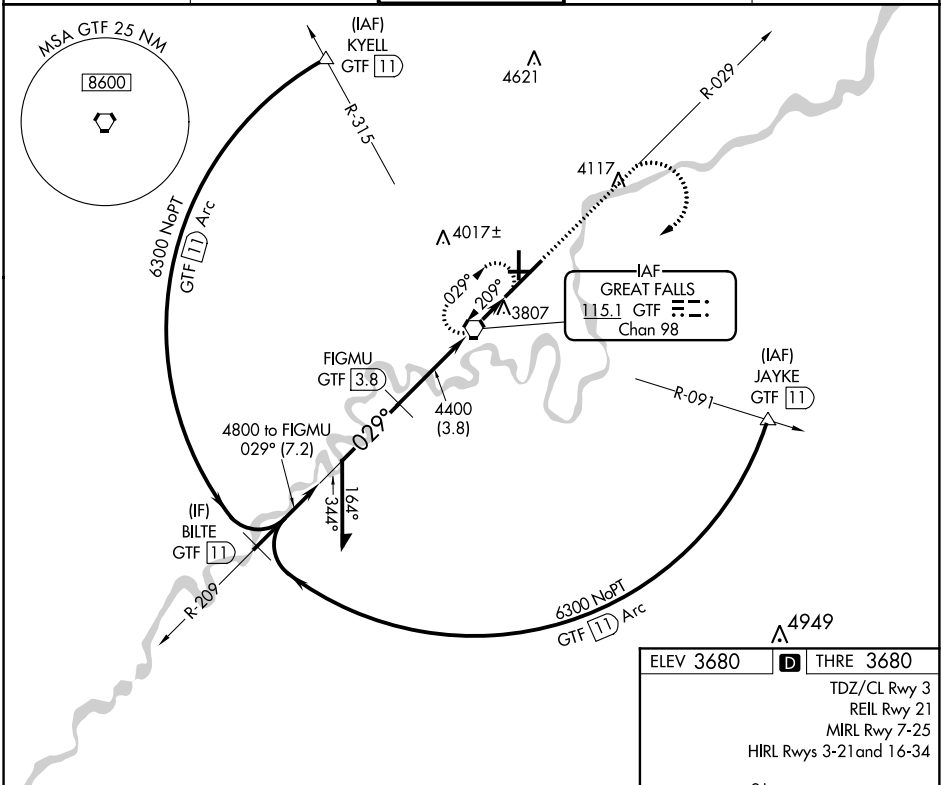 MSA GTF 25 NM
8600
(IAF)
KYELL
GTF 11
R-315
4621
R-029
4117
6300 NoPT
GTF 11 Arc
4017±
029°
209°
3807
IAF
GREAT FALLS
115.1 GTF
Chan 98
FIGMU
GTF 3.8
(IAF)
JAYKE
GTF 11
R-091
4400
(3.8)
029°
4800 to FIGMU
029° (7.2)
344°
164°
(IF)
BILTE
GTF 11
R-209
6300 NoPT
GTF 11 Arc
4949
ELEV 3680 D THRE 3680
TDZ/CL Rwy 3
REIL Rwy 21
MIRL Rwy 7-25
HIRL Rwys 3-21and 16-34